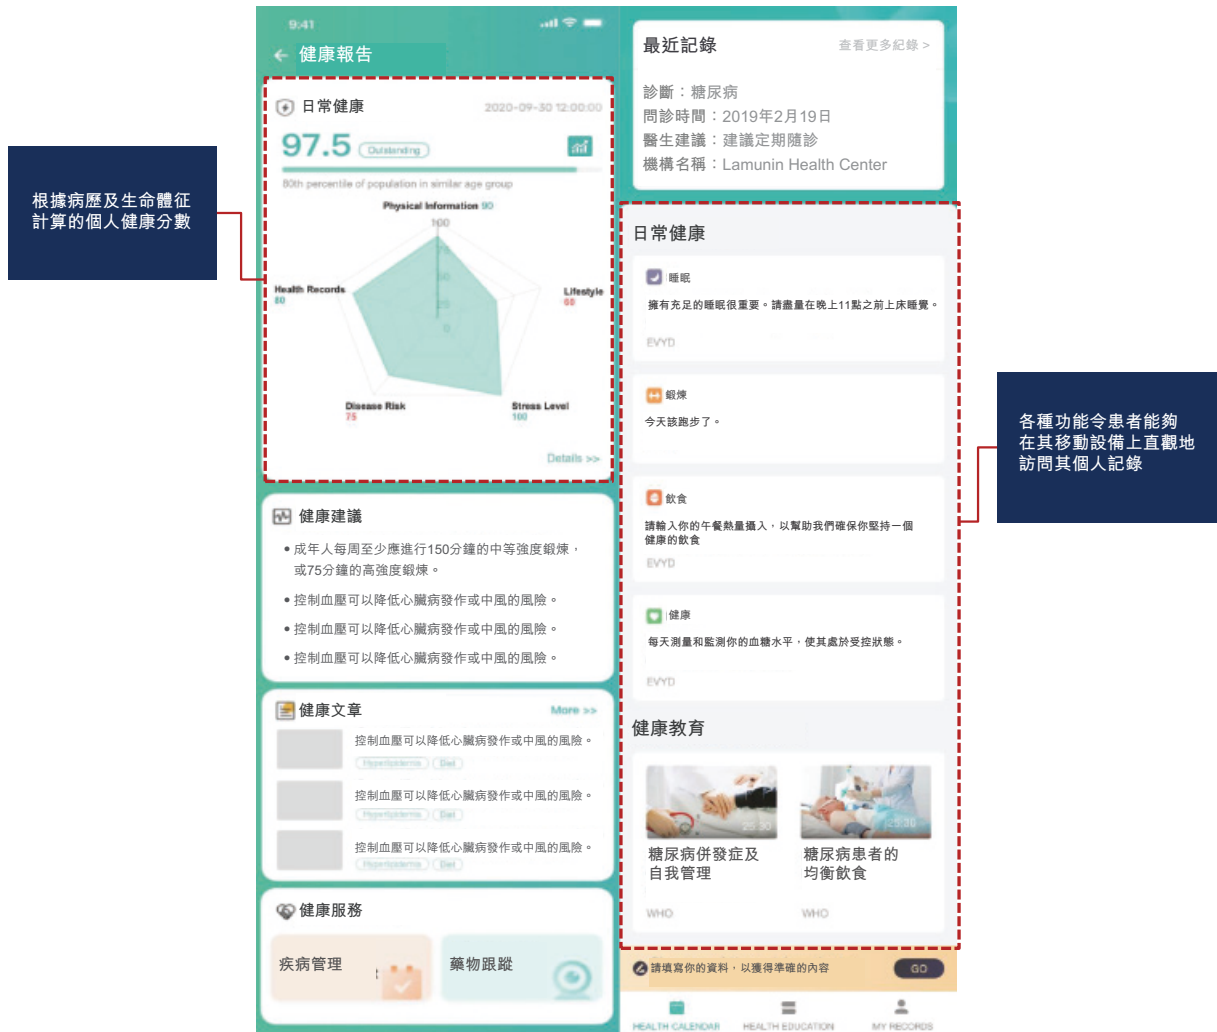 9:41
健康報告
日常健康
2020-09-30 12:00:00
97.5
Outstanding
80th percentile of population in similar age group
Physical Information 90
100
75
50
25
0
Health Records
80
Lifestyle
60
Disease Risk
75
Stress Level
100
Details >>
根據病歷及生命體征
計算的個人健康分數
健康建議
• 成年人每周至少應進行150分鐘的中等強度鍛煉，
或75分鐘的高強度鍛煉。
• 控制血壓可以降低心臟病發作或中風的風險。
• 控制血壓可以降低心臟病發作或中風的風險。
• 控制血壓可以降低心臟病發作或中風的風險。
健康文章
More >>
控制血壓可以降低心臟病發作或中風的風險。
Hyperlipidemia Diet
控制血壓可以降低心臟病發作或中風的風險。
Hyperlipidemia Diet
控制血壓可以降低心臟病發作或中風的風險。
Hyperlipidemia Diet
健康服務
疾病管理
藥物跟蹤
最近記錄
查看更多紀錄 >
診斷：糖尿病
問診時間：2019年2月19日
醫生建議：建議定期隨診
機構名稱：Lamunin Health Center
日常健康
睡眠
擁有充足的睡眠很重要。請盡量在晚上11點之前上床睡覺。
EVYD
鍛煉
今天該跑步了。
飲食
請輸入你的午餐熱量攝入，以幫助我們確保你堅持一個
健康的飲食
EVYD
健康
每天測量和監測你的血糖水平，使其處於受控狀態。
EVYD
健康教育
25:30
25:30
糖尿病併發症及
自我管理
WHO
糖尿病患者的
均衡飲食
WHO
請填寫你的資料，以獲得準確的內容
GO
HEALTH CALENDAR
HEALTH EDUCATION
MY RECORDS
各種功能令患者能夠
在其移動設備上直觀地
訪問其個人記錄